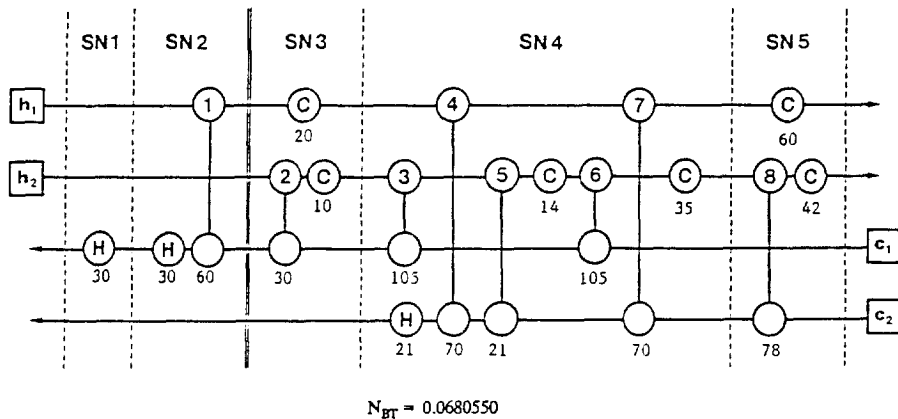 SN1 SN2 SN3 SN4 SN5
h1 1 C 4 7 C
20 60
h2 2 C 3 5 C 6 C 8 C
10 14 35 42
H H c1
30 30 60 30 105 105
H c2
21 70 21 70 78
N_BT = 0.0680550